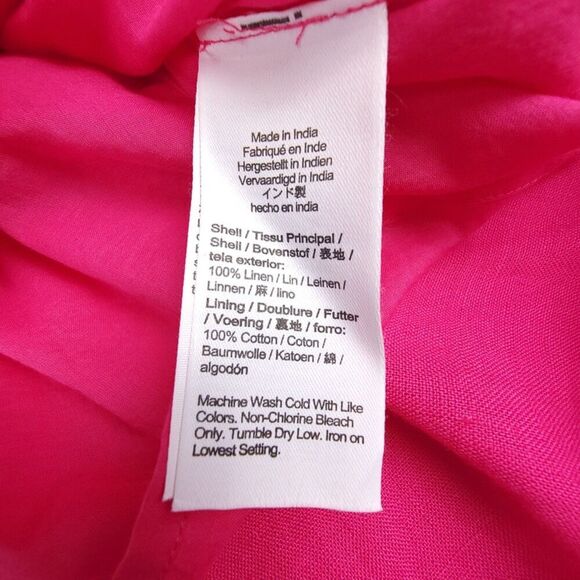 Made in India
Fabriqué en Inde
Hergestellt in Indien
Vervaardigd in India
インド製
hecho en india
Shell / Tissu Principal /
Shell / Bovenstof / 表地 /
tela exterior:
100% Linen / Lin / Leinen /
Linnen / 麻 / lino
Lining / Doublure / Futter
/ Voering / 裏地 / forro:
100% Cotton / Coton /
Baumwolle / Katoen / 綿 /
algodón
Machine Wash Cold With Like
Colors. Non-Chlorine Bleach
Only. Tumble Dry Low. Iron on
Lowest Setting.